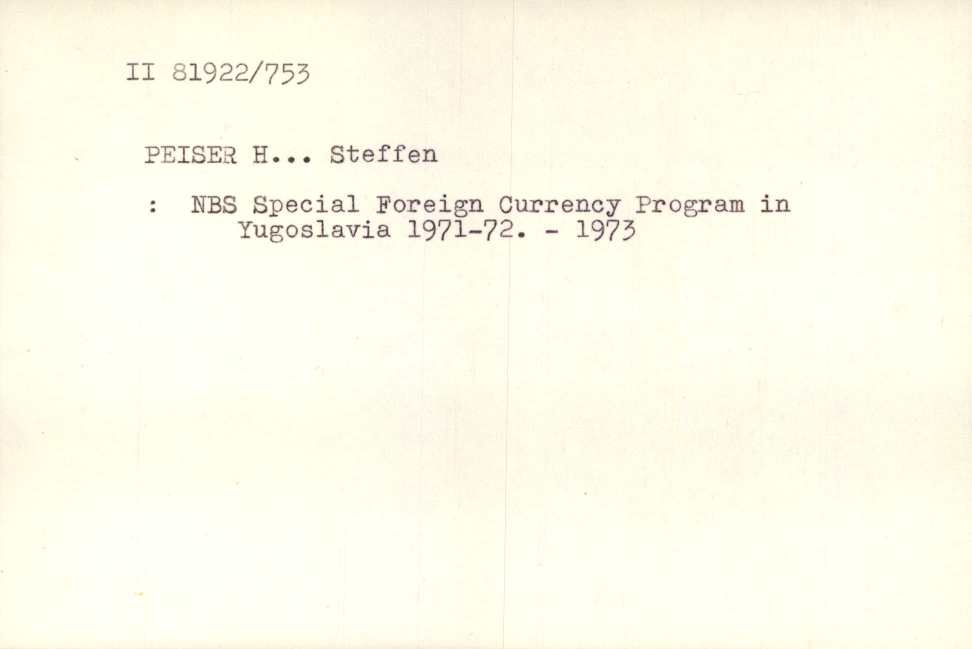 II 81922/753
PEISER H... Steffen
: NBS Special Foreign Currency Program in
Yugoslavia 1971-72. - 1973